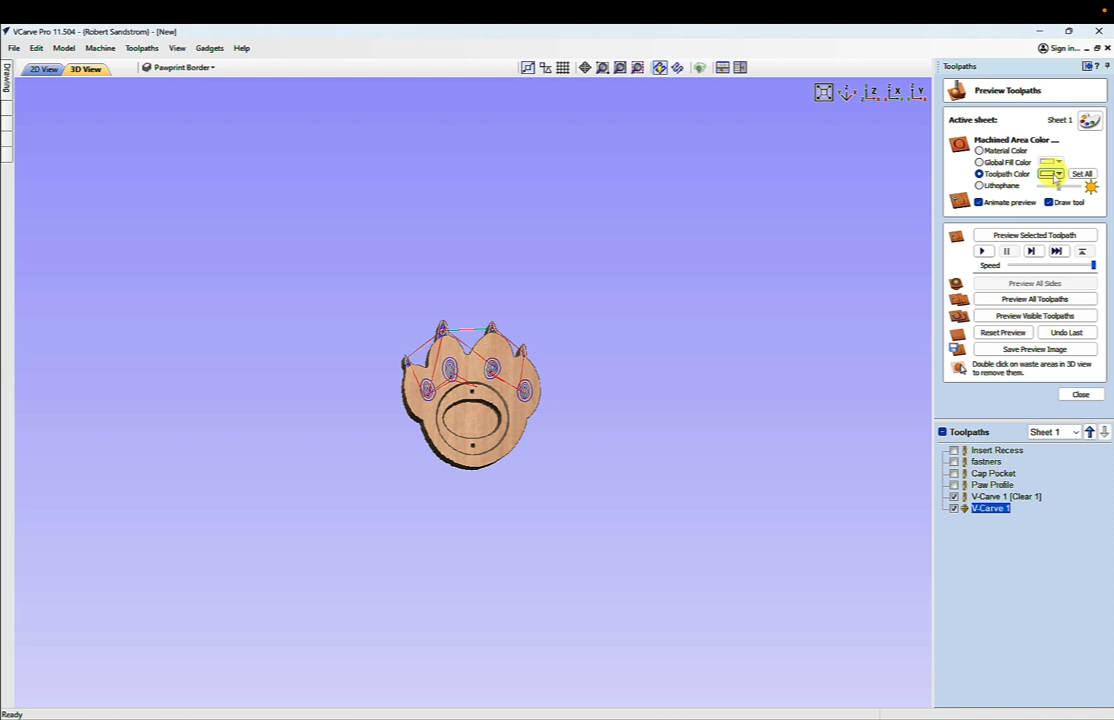 VCarve Pro 11.504 - {Robert Sandstrom} - [New]
File Edit Model Machine Toolpaths View Gadgets Help
Sign in...
Drawing
2D View 3D View Pawprint Border
Z X Y
Toolpaths
Preview Toolpaths
Active sheet: Sheet 1
Machined Area Color ....
Material Color
Global Fill Color
Toolpath Color Set All
Lithophane
Animate preview Draw tool
Preview Selected Toolpath
Speed
Preview All Sides
Preview All Toolpaths
Preview Visible Toolpaths
Reset Preview Undo Last
Save Preview Image
Double click on waste areas in 3D view
to remove them.
Close
Toolpaths Sheet 1
Insert Recess
fastners
Cap Pocket
Paw Profile
V-Carve 1 [Clear 1]
V-Carve 1
Ready